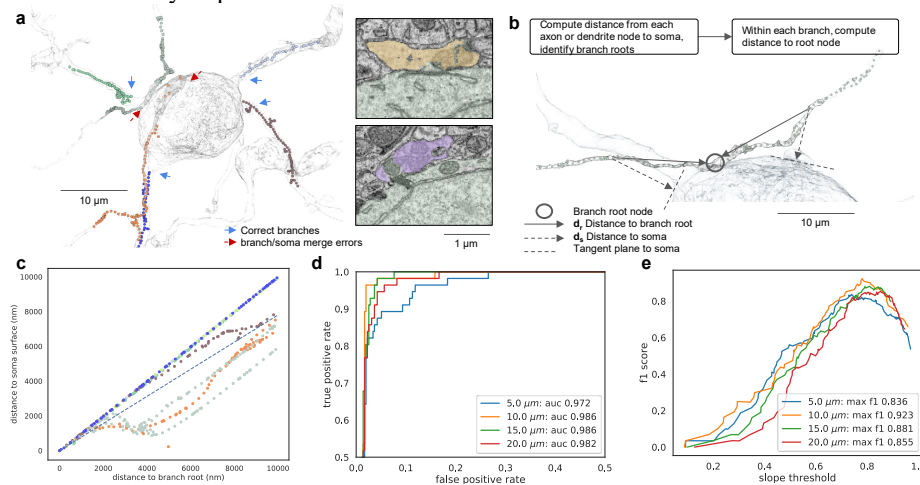 a
10 µm
Correct branches
branch/soma merge errors
1 µm
b
Compute distance from each
axon or dendrite node to soma,
identify branch roots
Within each branch, compute
distance to root node
Branch root node
dr Distance to branch root
ds Distance to soma
Tangent plane to soma
10 µm
c
distance to soma surface (nm)
10000
8000
6000
4000
2000
0
0 2000 4000 6000 8000 10000
distance to branch root (nm)
d
true positive rate
1.0
0.9
0.8
0.7
0.6
0.5
5.0 µm: auc 0.972
10.0 µm: auc 0.986
15.0 µm: auc 0.986
20.0 µm: auc 0.982
0.0 0.1 0.2 0.3 0.4 0.5
false positive rate
e
f1 score
0.8
0.6
0.4
0.2
0.0
5.0 µm: max f1 0.836
10.0 µm: max f1 0.923
15.0 µm: max f1 0.881
20.0 µm: max f1 0.855
0.2 0.4 0.6 0.8 1.
slope threshold